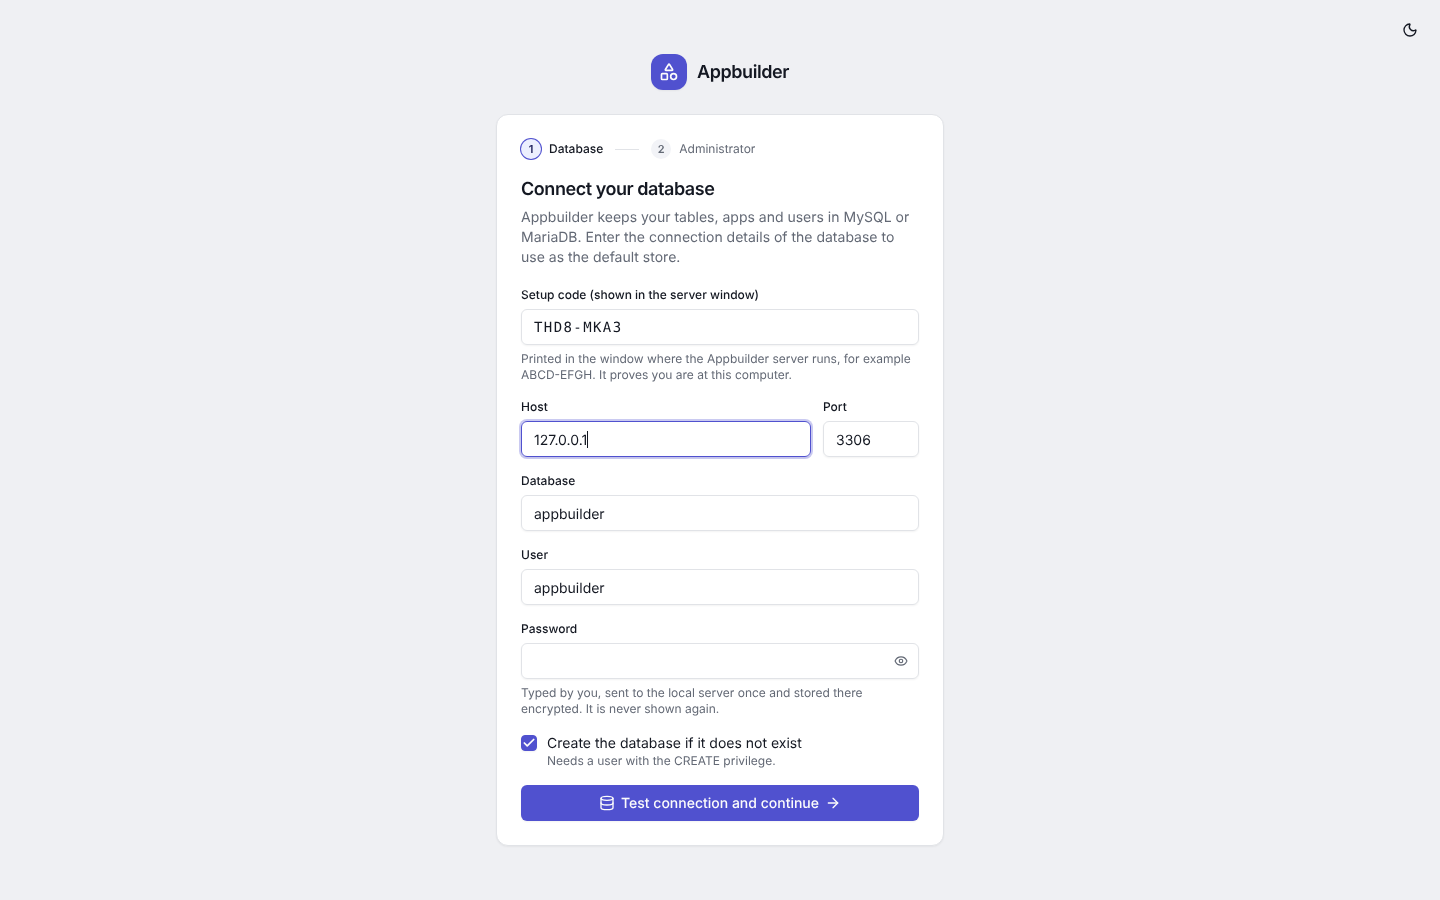 Appbuilder
1 Database 2 Administrator
Connect your database
Appbuilder keeps your tables, apps and users in MySQL or
MariaDB. Enter the connection details of the database to
use as the default store.
Setup code (shown in the server window)
THD8-MKA3
Printed in the window where the Appbuilder server runs, for example
ABCD-EFGH. It proves you are at this computer.
Host Port
127.0.0.1 3306
Database
appbuilder
User
appbuilder
Password
Typed by you, sent to the local server once and stored there
encrypted. It is never shown again.
Create the database if it does not exist
Needs a user with the CREATE privilege.
Test connection and continue